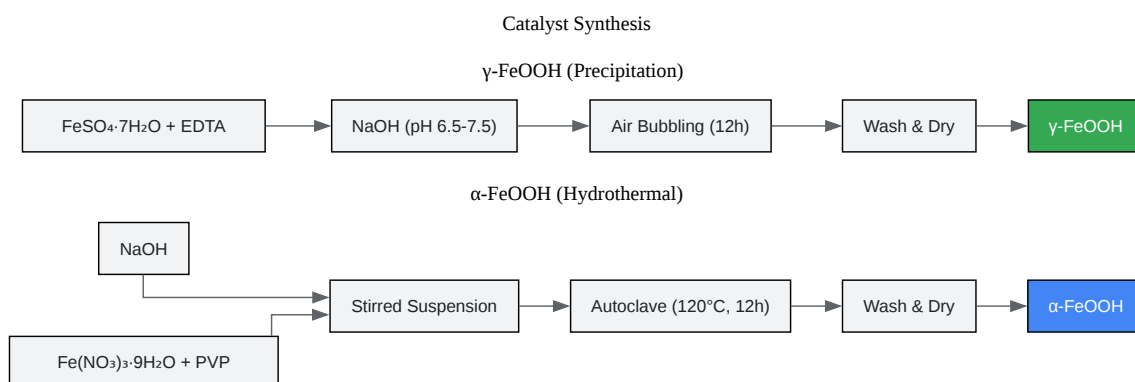 Catalyst Synthesis
γ-FeOOH (Precipitation)
FeSO₄·7H₂O + EDTA
NaOH (pH 6.5-7.5)
Air Bubbling (12h)
Wash & Dry
γ-FeOOH
α-FeOOH (Hydrothermal)
NaOH
Stirred Suspension
Autoclave (120°C, 12h)
Wash & Dry
α-FeOOH
Fe(NO₃)₃·9H₂O + PVP